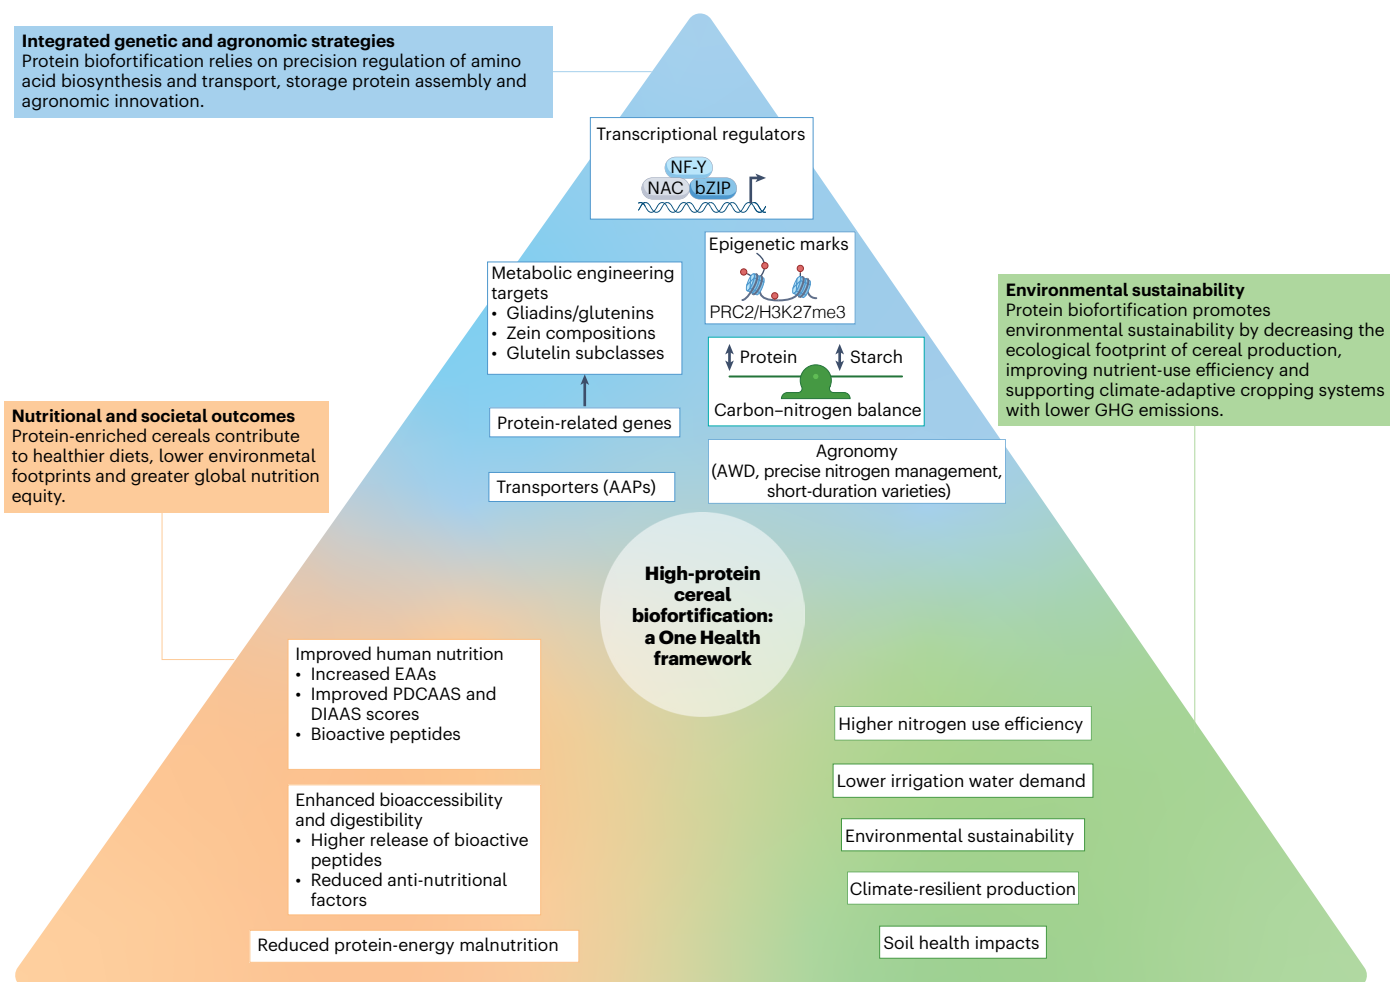 Integrated genetic and agronomic strategies
Protein biofortification relies on precision regulation of amino
acid biosynthesis and transport, storage protein assembly and
agronomic innovation.
Transcriptional regulators
NF-Y
NAC
bZIP
Epigenetic marks
PRC2/H3K27me3
Metabolic engineering
targets
• Gliadins/glutenins
• Zein compositions
• Glutelin subclasses
Protein
Starch
Carbon–nitrogen balance
Protein-related genes
Transporters (AAPs)
Agronomy
(AWD, precise nitrogen management,
short-duration varieties)
Environmental sustainability
Protein biofortification promotes
environmental sustainability by decreasing the
ecological footprint of cereal production,
improving nutrient-use efficiency and
supporting climate-adaptive cropping systems
with lower GHG emissions.
Nutritional and societal outcomes
Protein-enriched cereals contribute
to healthier diets, lower environmetal
footprints and greater global nutrition
equity.
High-protein
cereal
biofortification:
a One Health
framework
Improved human nutrition
• Increased EAAs
• Improved PDCAAS and
DIAAS scores
• Bioactive peptides
Enhanced bioaccessibility
and digestibility
• Higher release of bioactive
peptides
• Reduced anti-nutritional
factors
Reduced protein-energy malnutrition
Higher nitrogen use efficiency
Lower irrigation water demand
Environmental sustainability
Climate-resilient production
Soil health impacts